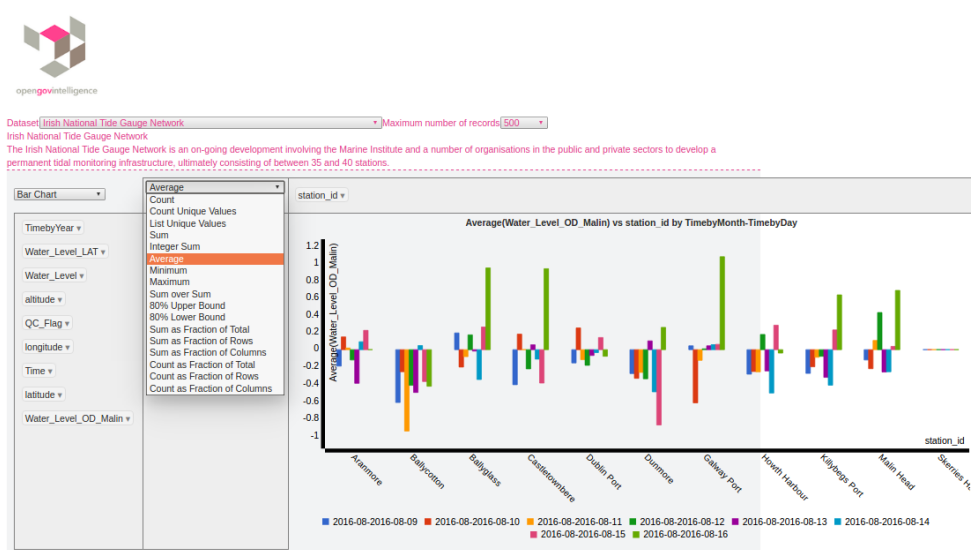 opengovintelligence
Dataset Irish National Tide Gauge Network Maximum number of records 500
Irish National Tide Gauge Network
The Irish National Tide Gauge Network is an on-going development involving the Marine Institute and a number of organisations in the public and private sectors to develop a
permanent tidal monitoring infrastructure, ultimately consisting of between 35 and 40 stations.
Bar Chart
Average
station_id
Count
Count Unique Values
List Unique Values
Sum
Integer Sum
Average
Minimum
Maximum
Sum over Sum
80% Upper Bound
80% Lower Bound
Sum as Fraction of Total
Sum as Fraction of Rows
Sum as Fraction of Columns
Count as Fraction of Total
Count as Fraction of Rows
Count as Fraction of Columns
TimebyYear
Water_Level_LAT
Water_Level
altitude
QC_Flag
longitude
Time
latitude
Water_Level_OD_Malin
Average(Water_Level_OD_Malin) vs station_id by TimebyMonth-TimebyDay
Average(Water_Level_OD_Malin)
1.2
1
0.8
0.6
0.4
0.2
0
-0.2
-0.4
-0.6
-0.8
-1
station_id
Aranmore
Ballycotton
Ballyglass
Castletownbere
Dublin Port
Dunmore
Galway Port
Howth Harbour
Killybegs Port
Malin Head
Skerries
2016-08-2016-08-09 2016-08-2016-08-10 2016-08-2016-08-11 2016-08-2016-08-12 2016-08-2016-08-13 2016-08-2016-08-14
2016-08-2016-08-15 2016-08-2016-08-16